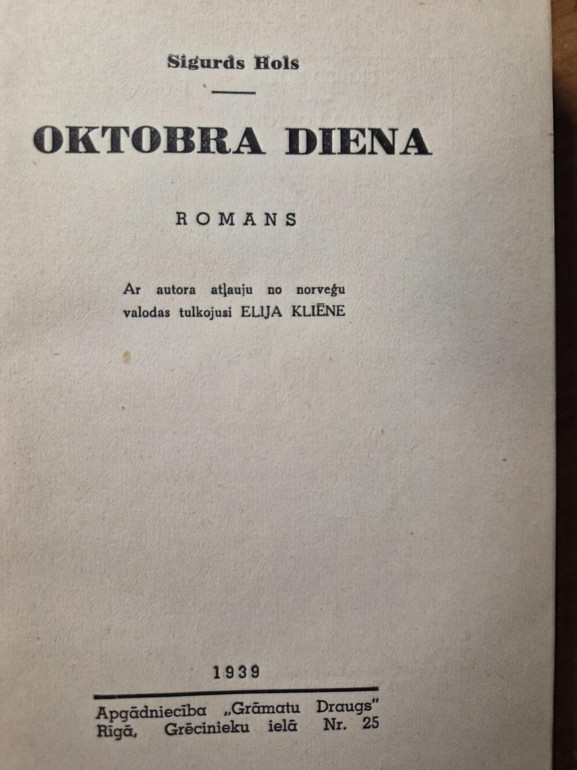 Sigurds Hols
OKTOBRA DIENA
ROMANS
Ar autora atļauju no norveģu
valodas tulkojusi ELIJA KLIĒNE
1939
Apgādniecība „Grāmatu Draugs"
Rīgā, Grēcinieku ielā Nr. 25